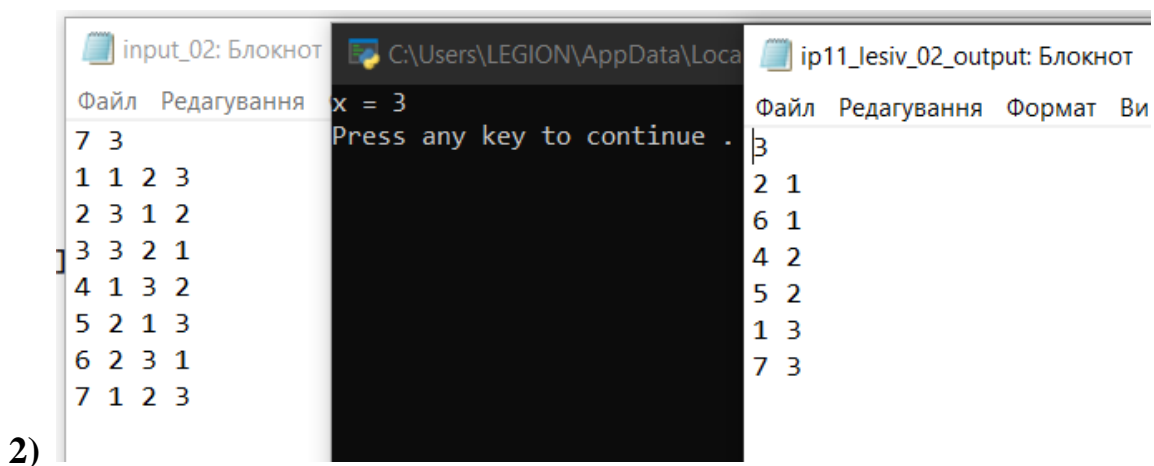 input_02: Блокнот
Файл Редагування
7 3
1 1 2 3
2 3 1 2
3 3 2 1
4 1 3 2
5 2 1 3
6 2 3 1
7 1 2 3
C:\Users\LEGION\AppData\Loca
x = 3
Press any key to continue .
ip11_lesiv_02_output: Блокнот
Файл Редагування Формат Ви
3
2 1
6 1
4 2
5 2
1 3
7 3
2)